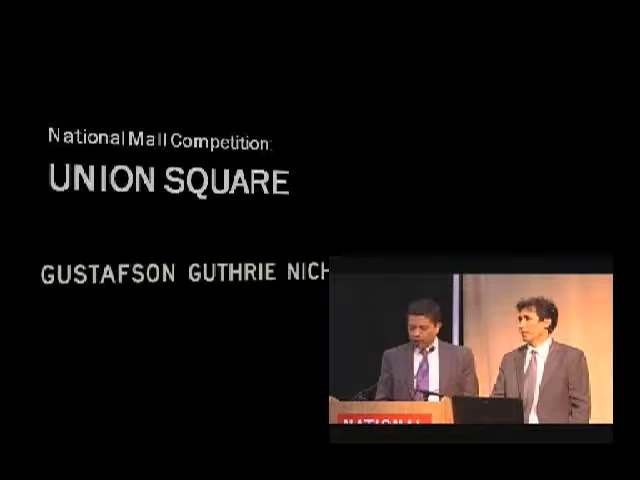 National Mall Competition:
UNION SQUARE
GUSTAFSON GUTHRIE NICH
NATIONAL